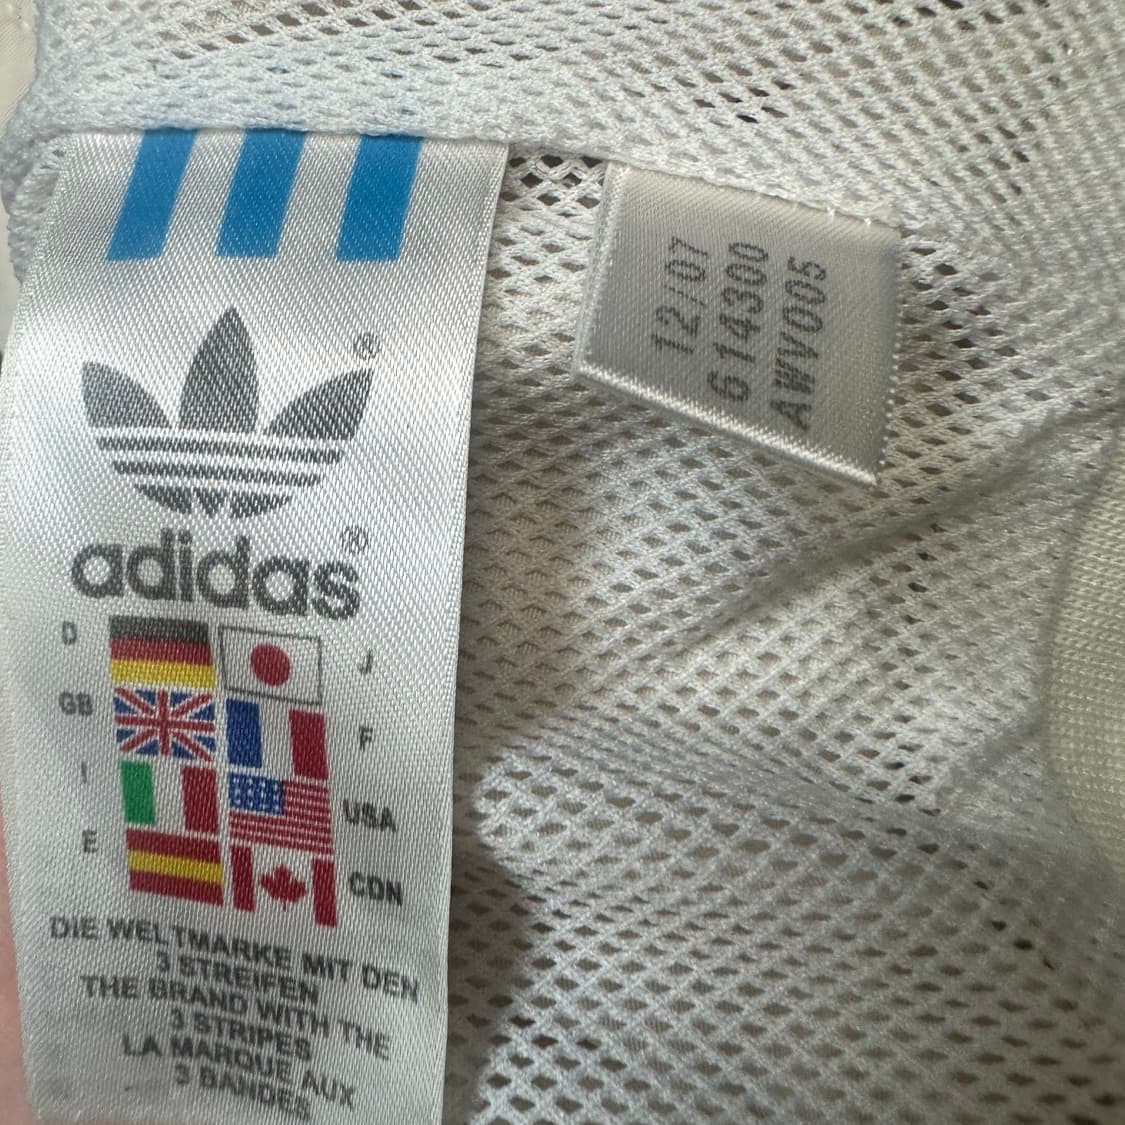 ®
adidas®
D
J
GB
F
I
USA
E
CDN
DIE WELTMARKE MIT DEN
3 STREIFEN
THE BRAND WITH THE
3 STRIPES
LA MARQUE AUX
3 BANDES
12/07
614300
AWV005